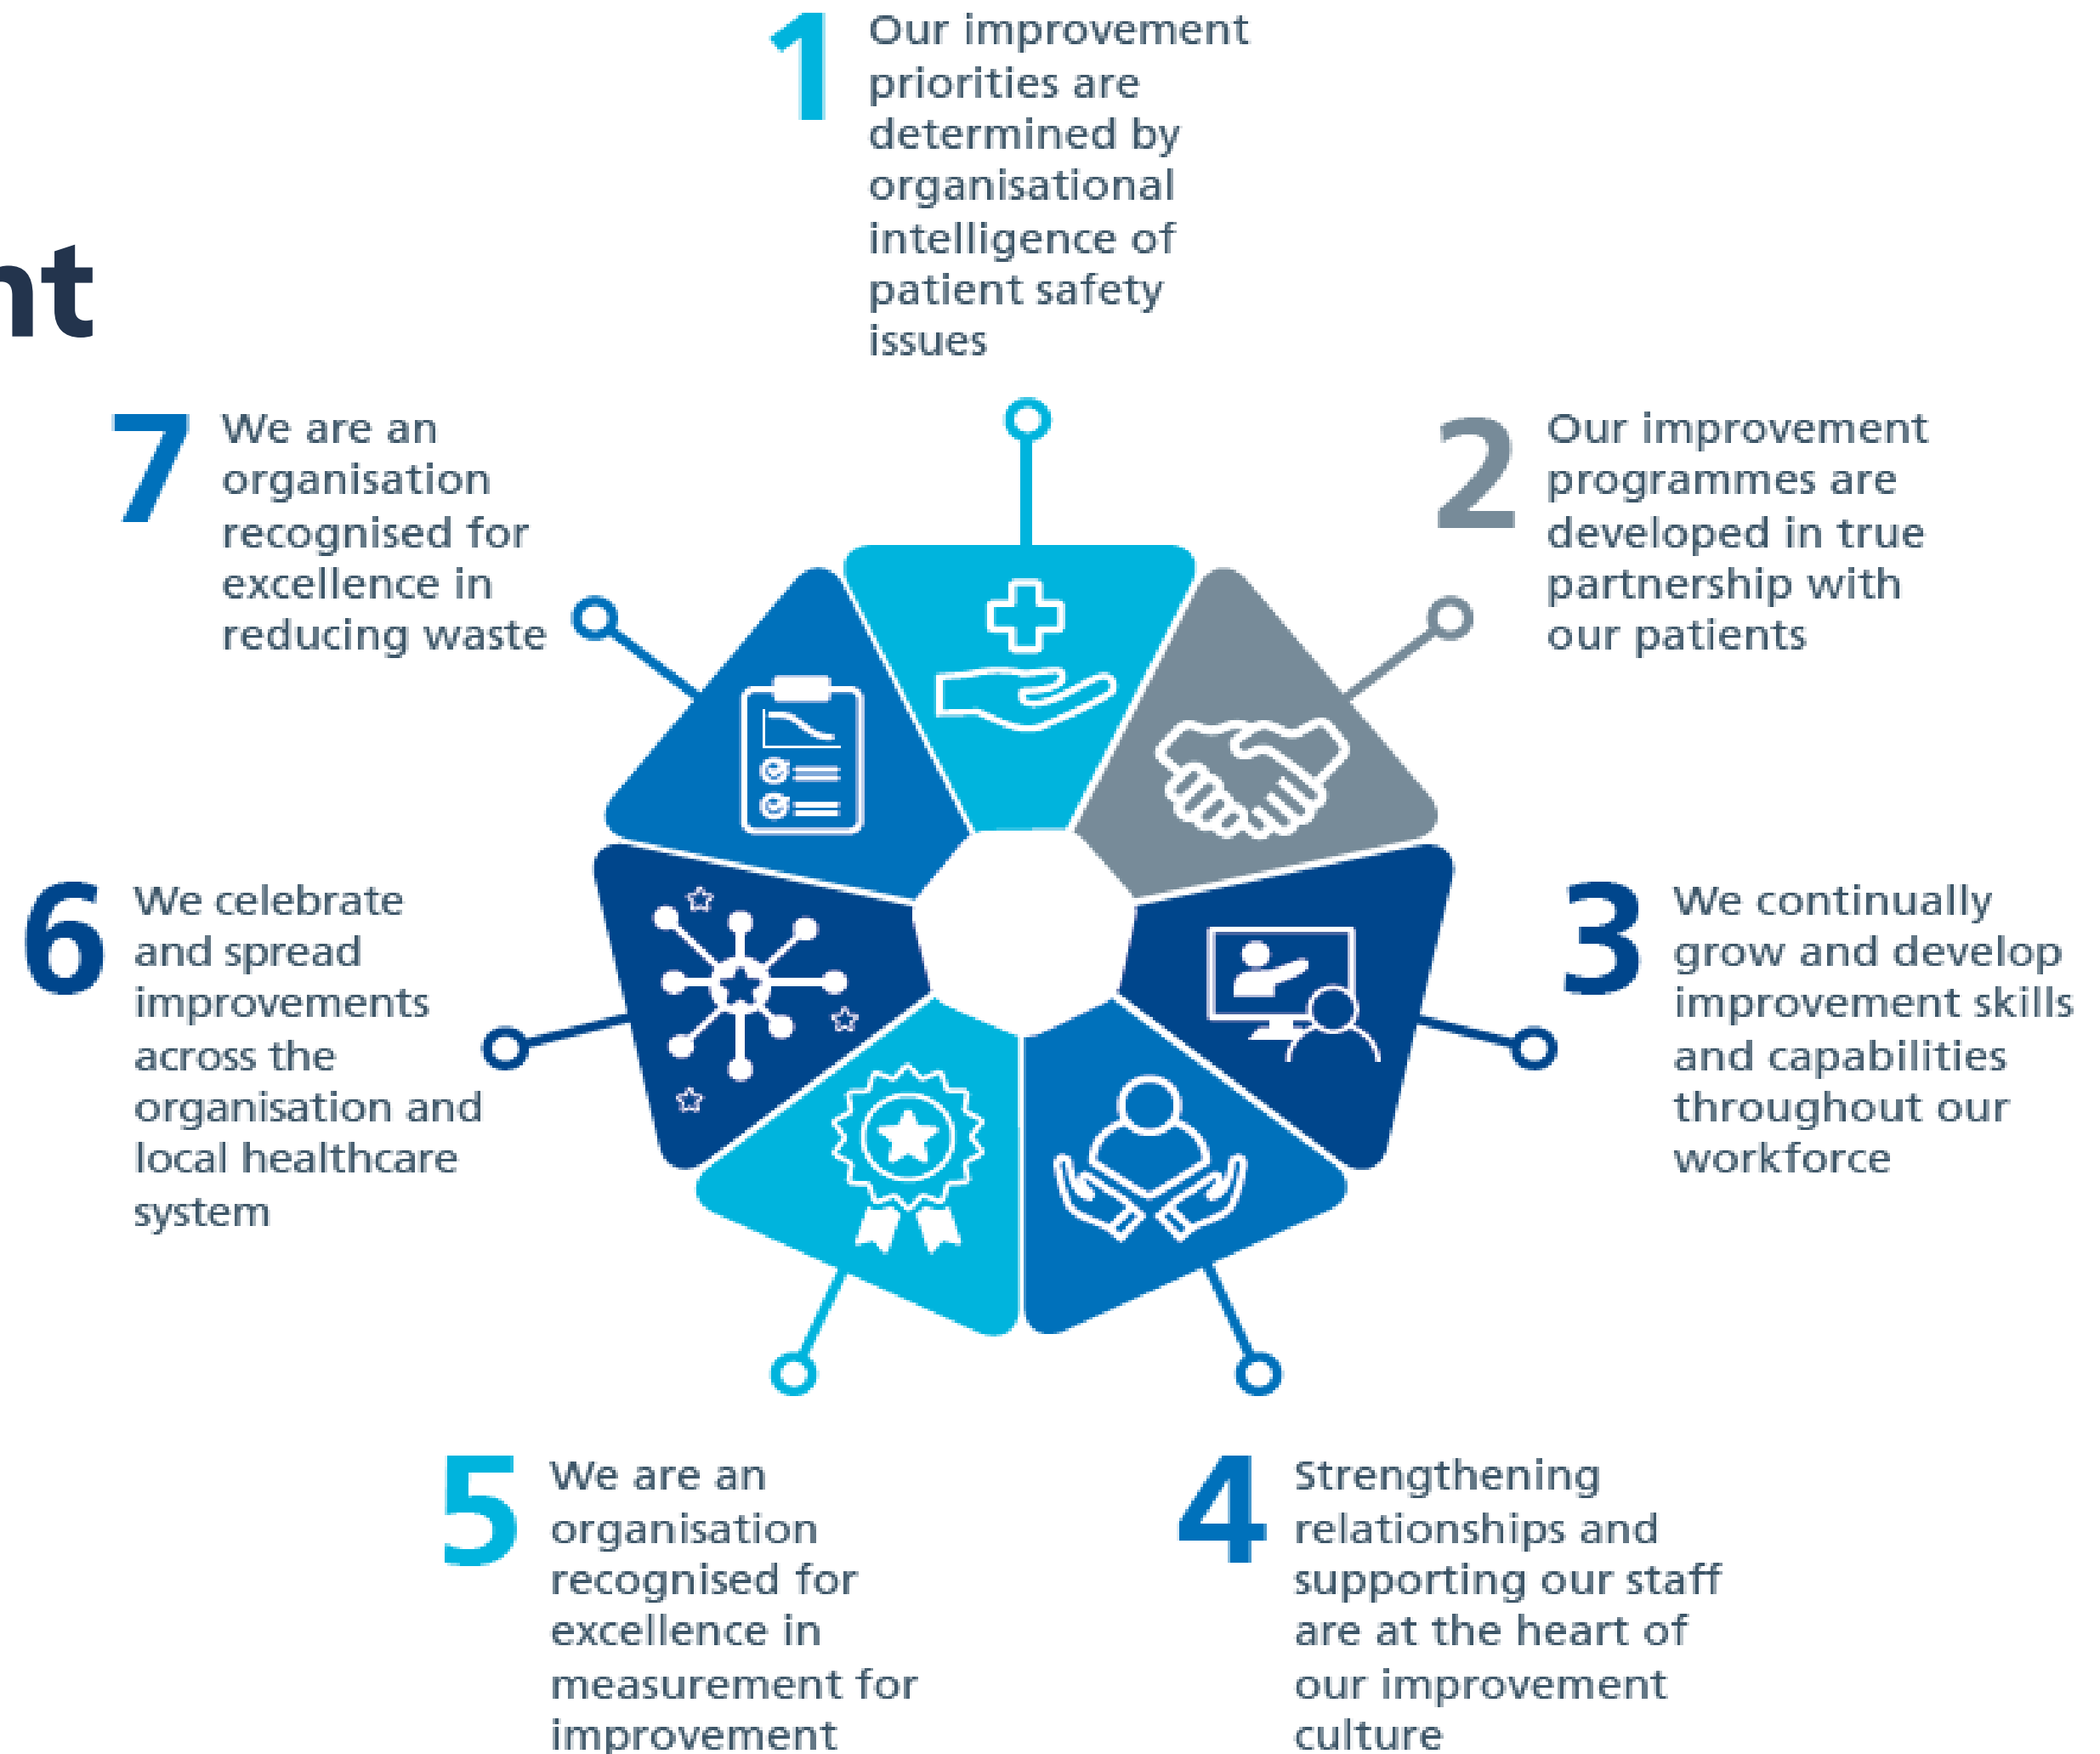 1
Our improvement
priorities are
determined by
organisational
intelligence of
patient safety
issues
nt
7
We are an
organisation
recognised for
excellence in
reducing waste
2
Our improvement
programmes are
developed in true
partnership with
our patients
6
We celebrate
and spread
improvements
across the
organisation and
local healthcare
system
3
We continually
grow and develop
improvement skills
and capabilities
throughout our
workforce
5
We are an
organisation
recognised for
excellence in
measurement for
improvement
4
Strengthening
relationships and
supporting our staff
are at the heart of
our improvement
culture